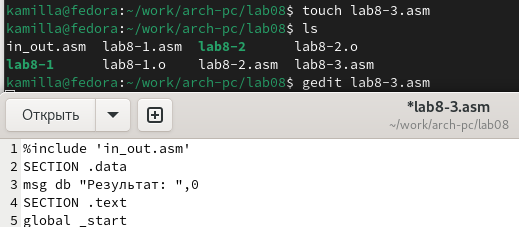 kamilla@fedora:~/work/arch-pc/lab08$ touch lab8-3.asm
kamilla@fedora:~/work/arch-pc/lab08$ ls
in_out.asm  lab8-1.asm  lab8-2      lab8-2.o
lab8-1      lab8-1.o    lab8-2.asm  lab8-3.asm
kamilla@fedora:~/work/arch-pc/lab08$ gedit lab8-3.asm
Открыть *lab8-3.asm
~/work/arch-pc/lab08
1 %include 'in_out.asm'
2 SECTION .data
3 msg db "Результат: ",0
4 SECTION .text
5 global _start